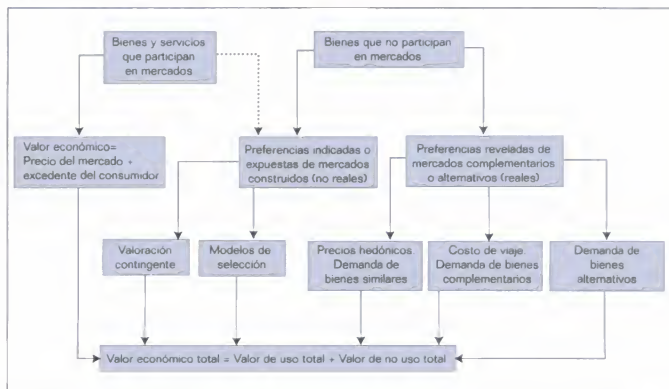 Bienes y servicios
que participan
en mercados
Bienes que no participan
en mercados
Valor económico=
Precio del mercado +
excedente del consumidor
Preferencias indicadas o
expuestas de mercados
construidos (no reales)
Preferencias reveladas de
mercados complementarios
o alternativos (reales)
Valoración
contingente
Modelos de
selección
Precios hedónicos.
Demanda de
bienes similares
Costo de viaje.
Demanda de bienes
complementarios
Demanda de
bienes
alternativos
Valor económico total = Valor de uso total + Valor de no uso total